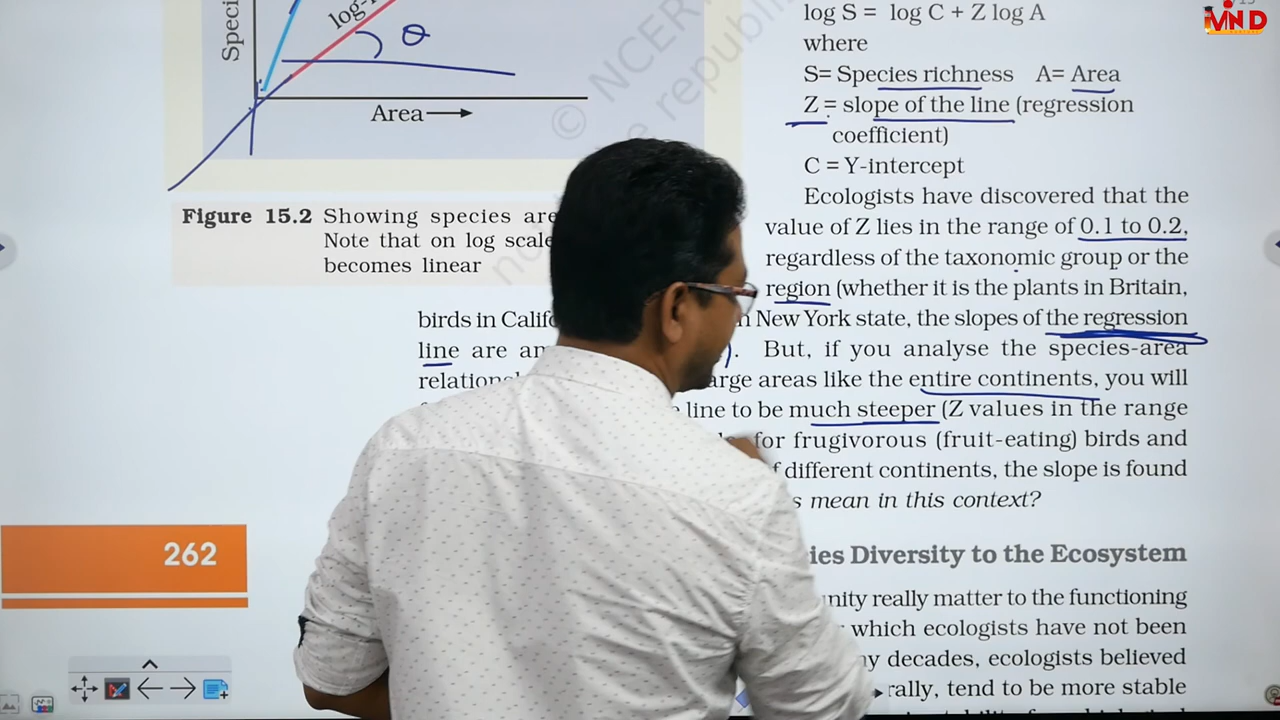 Speci
log-
θ
Area
Figure 15.2 Showing species are
Note that on log scale
becomes linear
© NCER
republi
log S = log C + Z log A
where
S= Species richness A= Area
Z = slope of the line (regression
coefficient)
C = Y-intercept
Ecologists have discovered that the
value of Z lies in the range of 0.1 to 0.2,
regardless of the taxonomic group or the
region (whether it is the plants in Britain,
birds in Califo n New York state, the slopes of the regression
line are a . But, if you analyse the species-area
relation arge areas like the entire continents, you will
line to be much steeper (Z values in the range
for frugivorous (fruit-eating) birds and
f different continents, the slope is found
s mean in this context?
262
ies Diversity to the Ecosystem
nity really matter to the functioning
which ecologists have not been
y decades, ecologists believed
rally, tend to be more stable
MVND